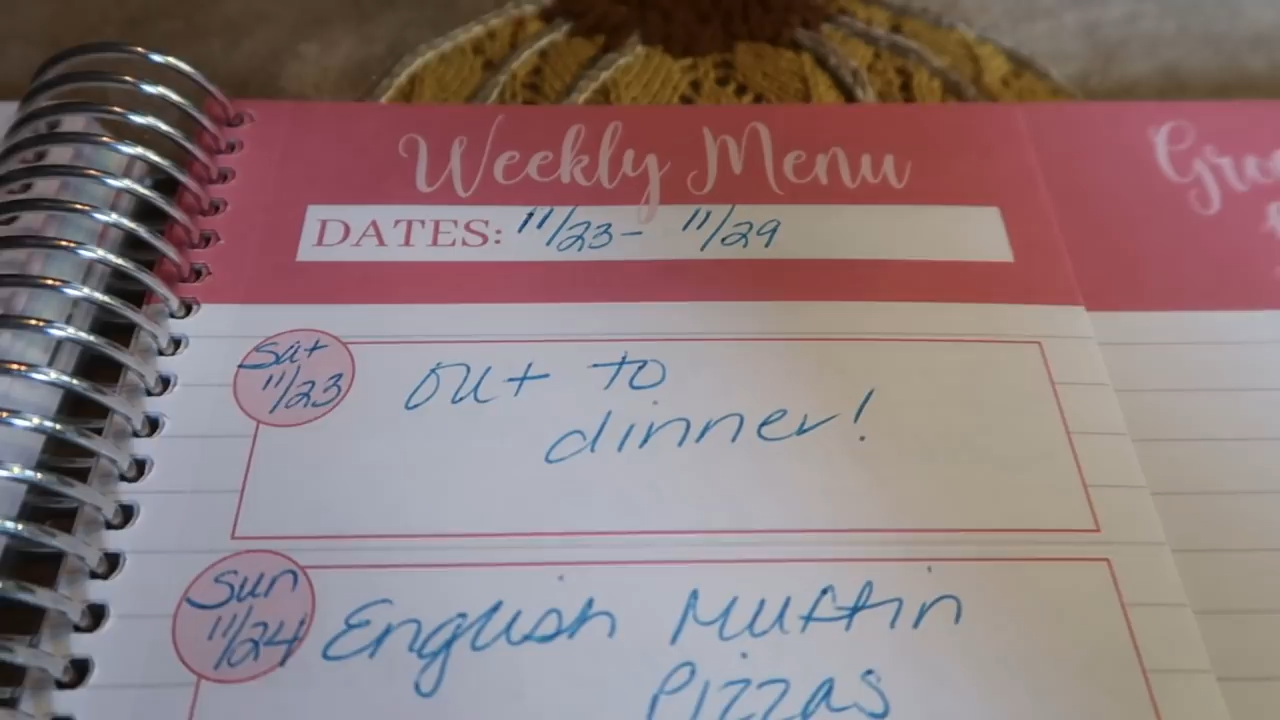 Weekly Menu
DATES: 11/23 - 11/29
Sat
11/23
out to
dinner!
Sun
11/24
English Muffin
Pizzas